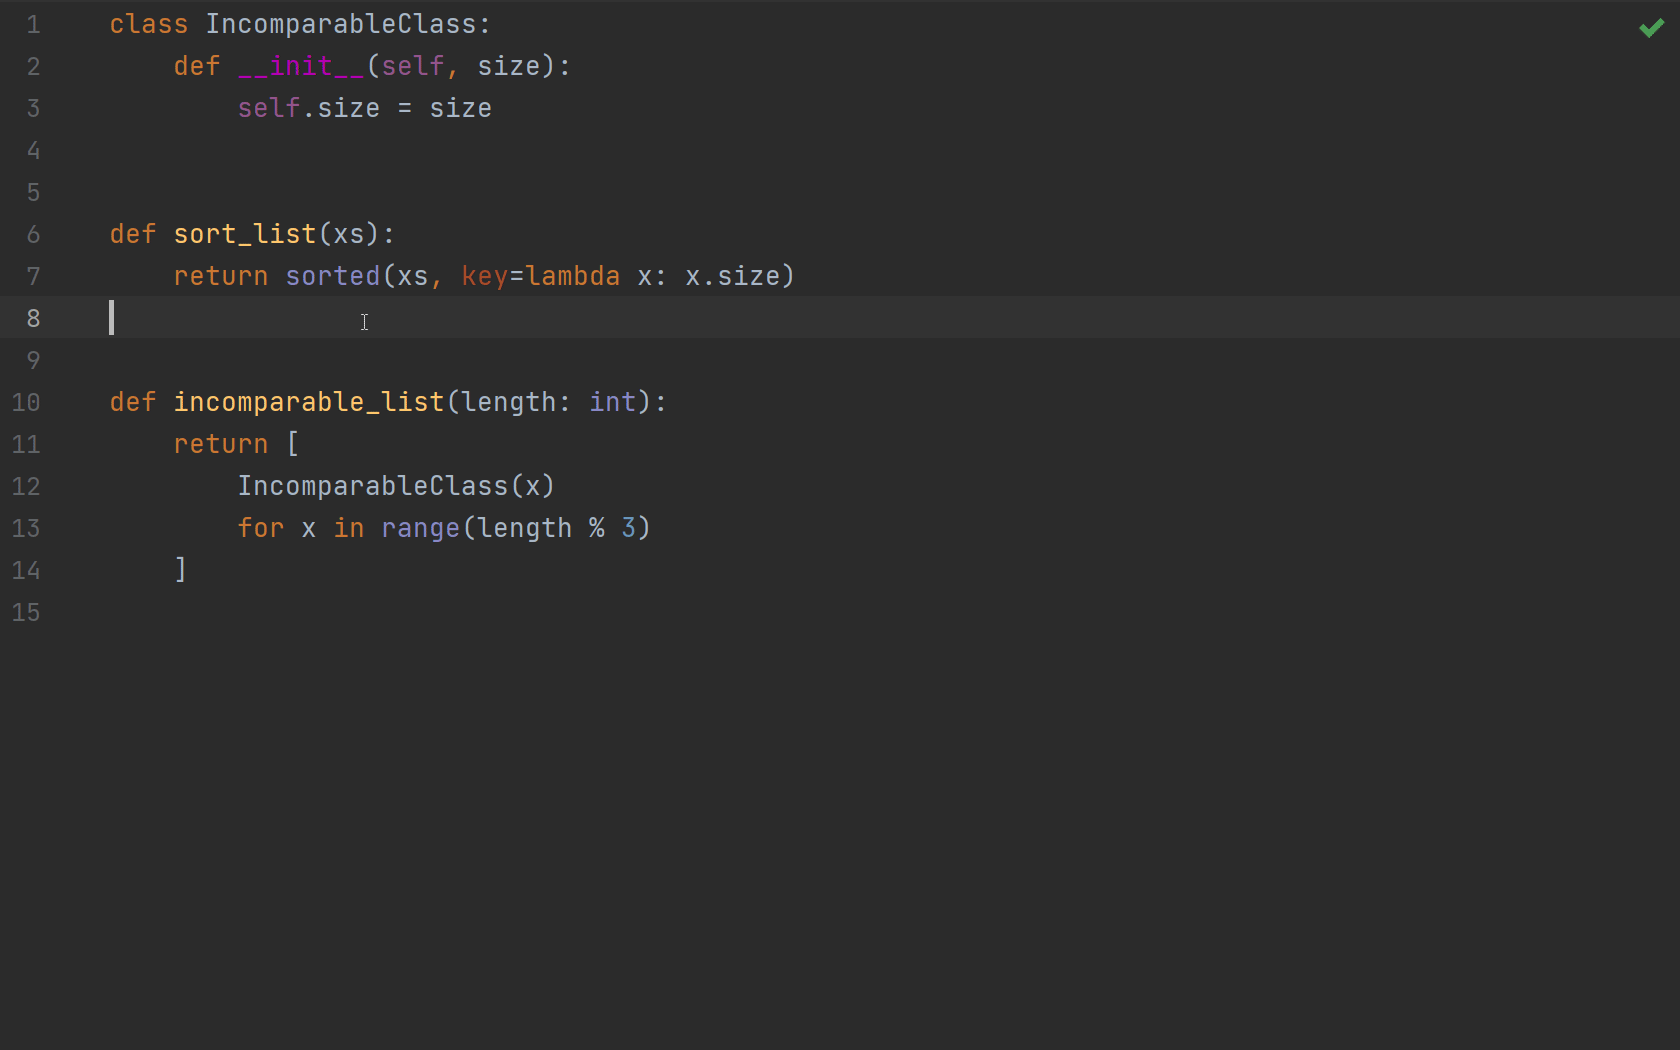 1 class IncomparableClass:
2     def __init__(self, size):
3         self.size = size
4
5
6 def sort_list(xs):
7     return sorted(xs, key=lambda x: x.size)
8
9
10 def incomparable_list(length: int):
11     return [
12         IncomparableClass(x)
13         for x in range(length % 3)
14     ]
15